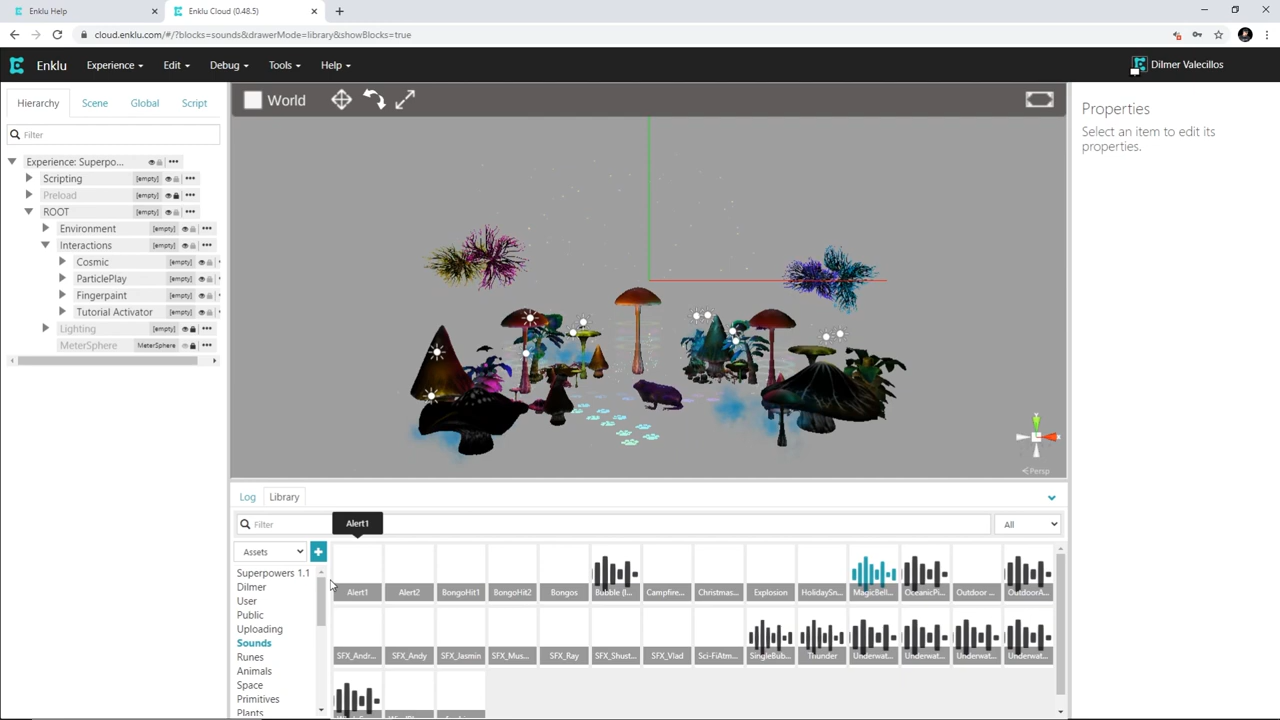 Enklu Help
Enklu Cloud (0.48.5)
cloud.enklu.com/#/?blocks=sounds&drawerMode=library&showBlocks=true
Enklu Experience Edit Debug Tools Help Dilmer Valecillos
Hierarchy Scene Global Script
World
Properties
Select an item to edit its
properties.
Filter
Experience: Superpo...
Scripting [empty]
Preload [empty]
ROOT [empty]
Environment [empty]
Interactions [empty]
Cosmic [empty]
ParticlePlay [empty]
Fingerpaint [empty]
Tutorial Activator [empty]
Lighting [empty]
MeterSphere MeterSphere
Persp
Log Library
Filter
Alert1
All
Assets
Superpowers 1.1
Dilmer
User
Public
Uploading
Sounds
Runes
Animals
Space
Primitives
Plants
Alert1 Alert2 BongoHit1 BongoHit2 Bongos Bubble (l... Campfire... Christmas... Explosion HolidaySn... MagicBell... OceanicPi... Outdoor ... OutdoorA...
SFX_Andr... SFX_Andy SFX_Jasmin SFX_Mus... SFX_Ray SFX_Shust... SFX_Vlad Sci-FiAtm... SingleBub... Thunder Underwat... Underwat... Underwat... Underwat...